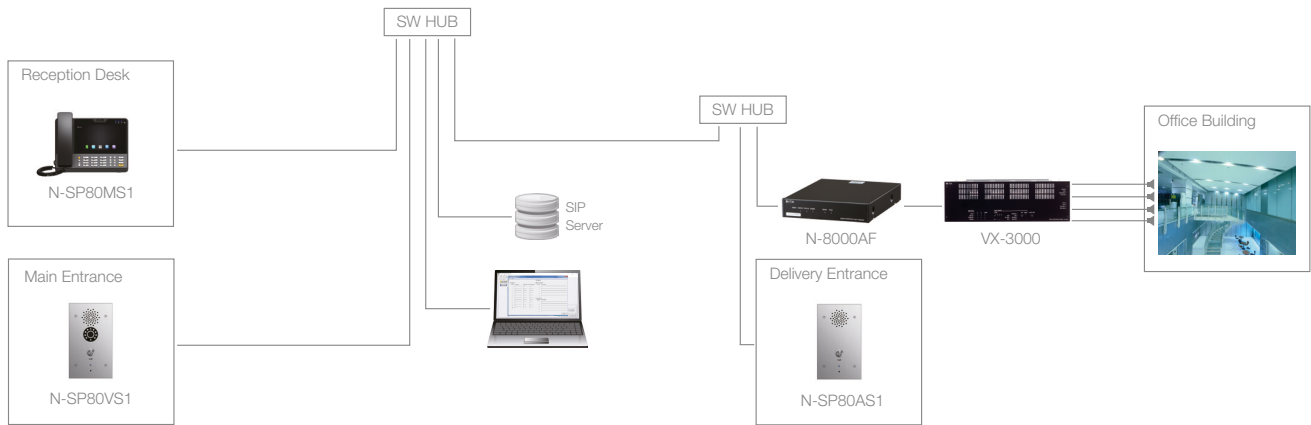 SW HUB
Reception Desk
N-SP80MS1
SW HUB
Office Building
SIP
Server
N-8000AF
VX-3000
Main Entrance
N-SP80VS1
Delivery Entrance
N-SP80AS1